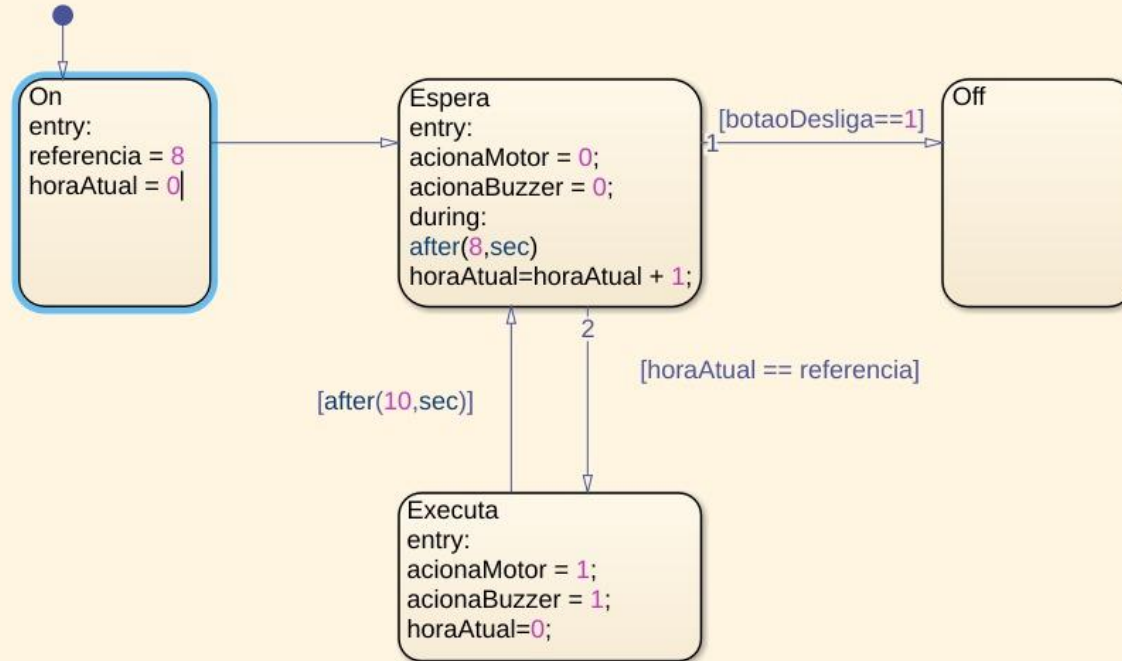 On
entry:
referencia = 8
horaAtual = 0
Espera
entry:
acionaMotor = 0;
acionaBuzzer = 0;
during:
after(8,sec)
horaAtual=horaAtual + 1;
[botaoDesliga==1]
1
Off
2
[horaAtual == referencia]
[after(10,sec)]
Executa
entry:
acionaMotor = 1;
acionaBuzzer = 1;
horaAtual=0;